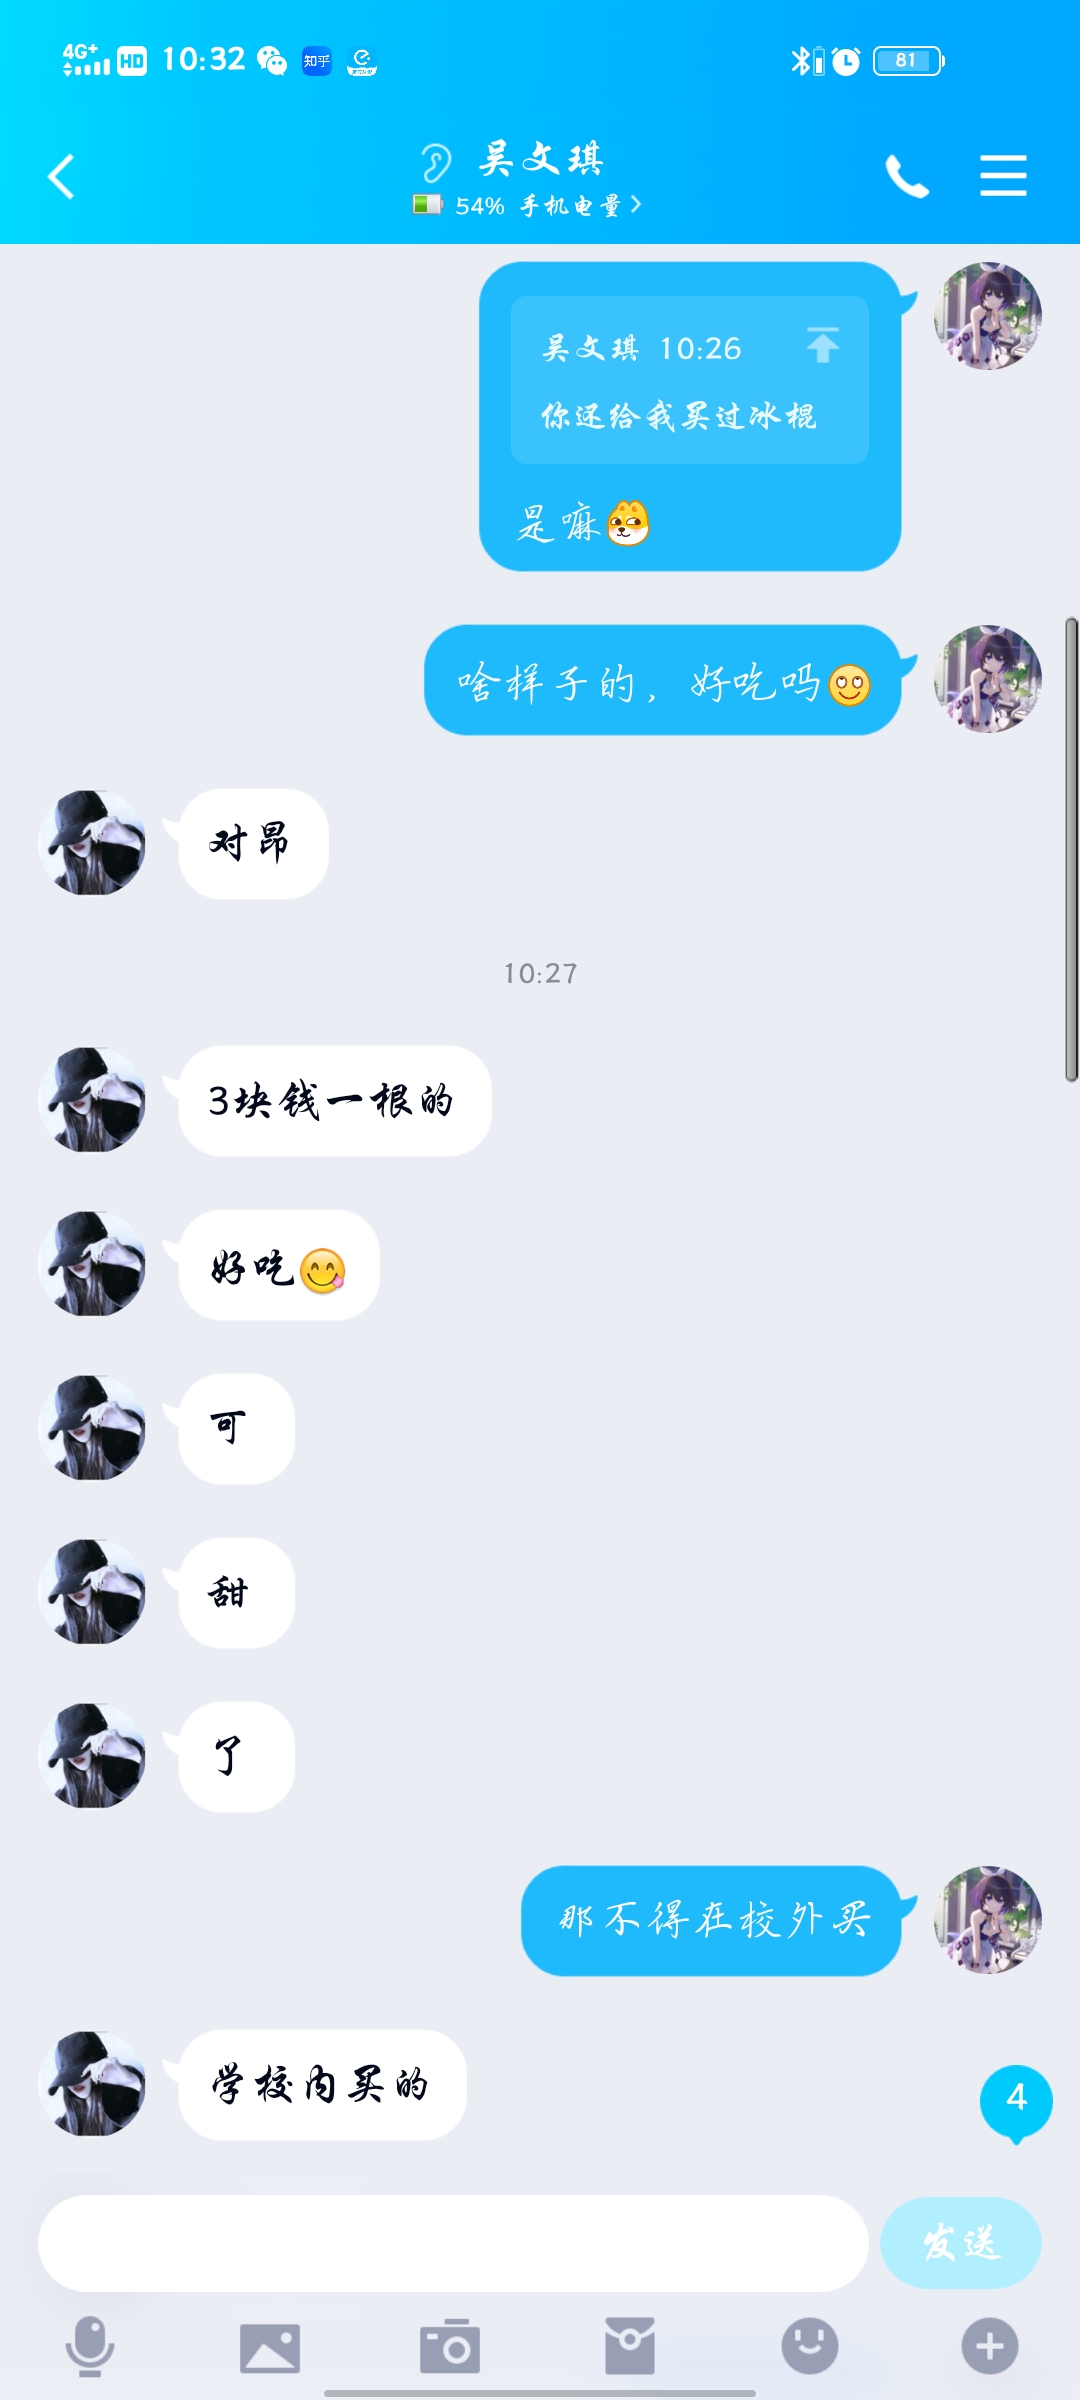 4G+ HD 10:32 知乎 81
吴文琪
54% 手机电量
吴文琪 10:26
你还给我买过冰棍
是嘛
啥样子的，好吃吗
对昂
10:27
3块钱一根的
好吃
可
甜
了
那不得在校外买
学校内买的
4
发送